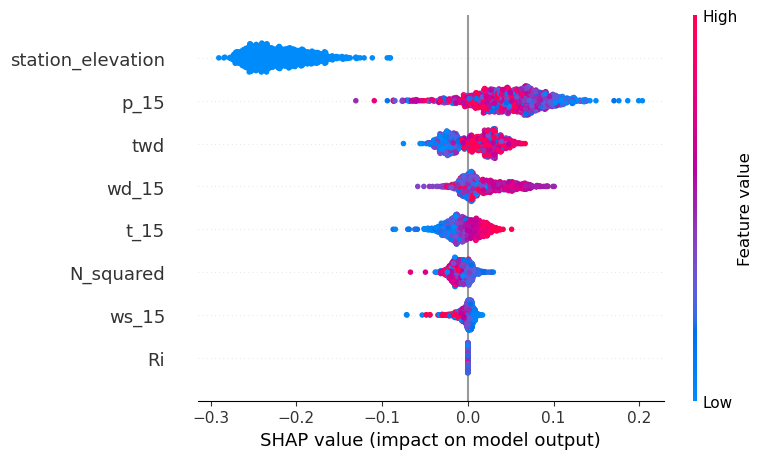 High
station_elevation
p_15
twd
wd_15
t_15
N_squared
ws_15
Ri
Feature value
Low
−0.3 −0.2 −0.1 0.0 0.1 0.2
SHAP value (impact on model output)